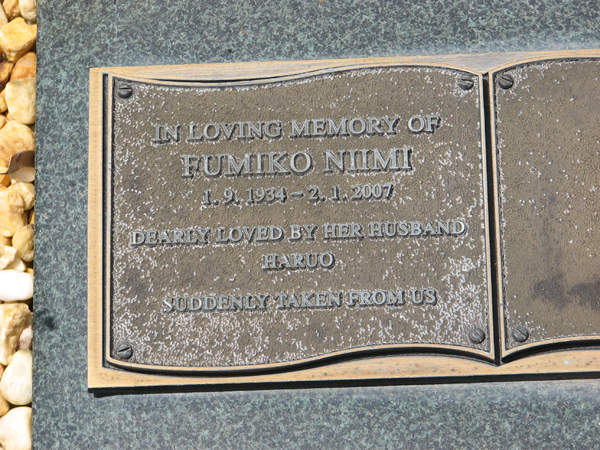 IN LOVING MEMORY OF
FUMIKO NIIMI
1. 9. 1934 – 2. 1. 2007
DEARLY LOVED BY HER HUSBAND
HARUO
SUDDENLY TAKEN FROM US